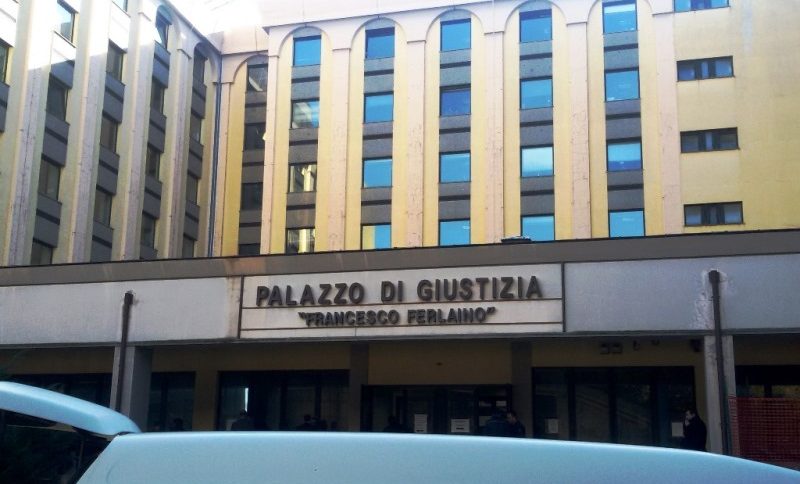 PALAZZO DI GIUSTIZIA
"FRANCESCO FERLAINO"